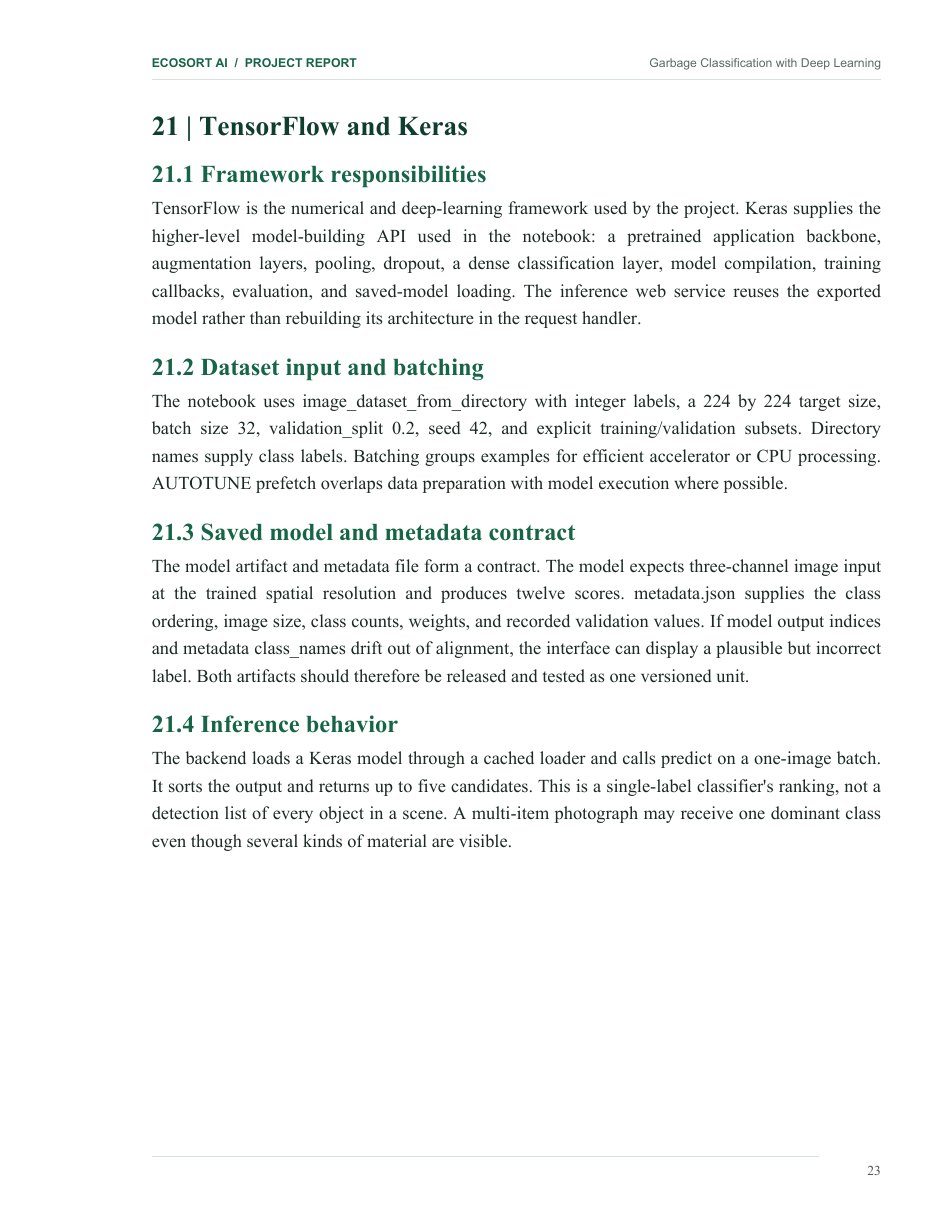 ECOSORT AI / PROJECT REPORT
Garbage Classification with Deep Learning
21 | TensorFlow and Keras
21.1 Framework responsibilities
TensorFlow is the numerical and deep-learning framework used by the project. Keras supplies the
higher-level model-building API used in the notebook: a pretrained application backbone,
augmentation layers, pooling, dropout, a dense classification layer, model compilation, training
callbacks, evaluation, and saved-model loading. The inference web service reuses the exported
model rather than rebuilding its architecture in the request handler.
21.2 Dataset input and batching
The notebook uses image_dataset_from_directory with integer labels, a 224 by 224 target size,
batch size 32, validation_split 0.2, seed 42, and explicit training/validation subsets. Directory
names supply class labels. Batching groups examples for efficient accelerator or CPU processing.
AUTOTUNE prefetch overlaps data preparation with model execution where possible.
21.3 Saved model and metadata contract
The model artifact and metadata file form a contract. The model expects three-channel image input
at the trained spatial resolution and produces twelve scores. metadata.json supplies the class
ordering, image size, class counts, weights, and recorded validation values. If model output indices
and metadata class_names drift out of alignment, the interface can display a plausible but incorrect
label. Both artifacts should therefore be released and tested as one versioned unit.
21.4 Inference behavior
The backend loads a Keras model through a cached loader and calls predict on a one-image batch.
It sorts the output and returns up to five candidates. This is a single-label classifier's ranking, not a
detection list of every object in a scene. A multi-item photograph may receive one dominant class
even though several kinds of material are visible.
23